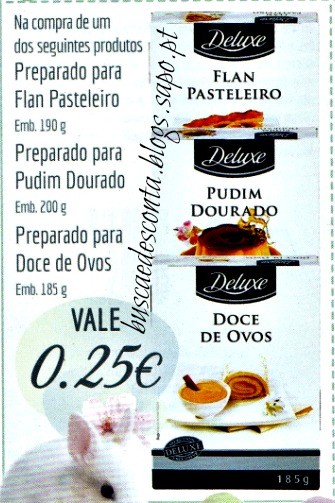 Na compra de um
dos seguintes produtos
Preparado para
Flan Pasteleiro
Emb. 190 g
Preparado para
Pudim Dourado
Emb. 200 g
Preparado para
Doce de Ovos
Emb. 185 g
VALE
0.25€
buscaedesconta.blogs.sapo.pt
Deluxe
FLAN
PASTELEIRO
Deluxe
PUDIM
DOURADO
Deluxe
DOCE
DE OVOS
DELUXE
185g